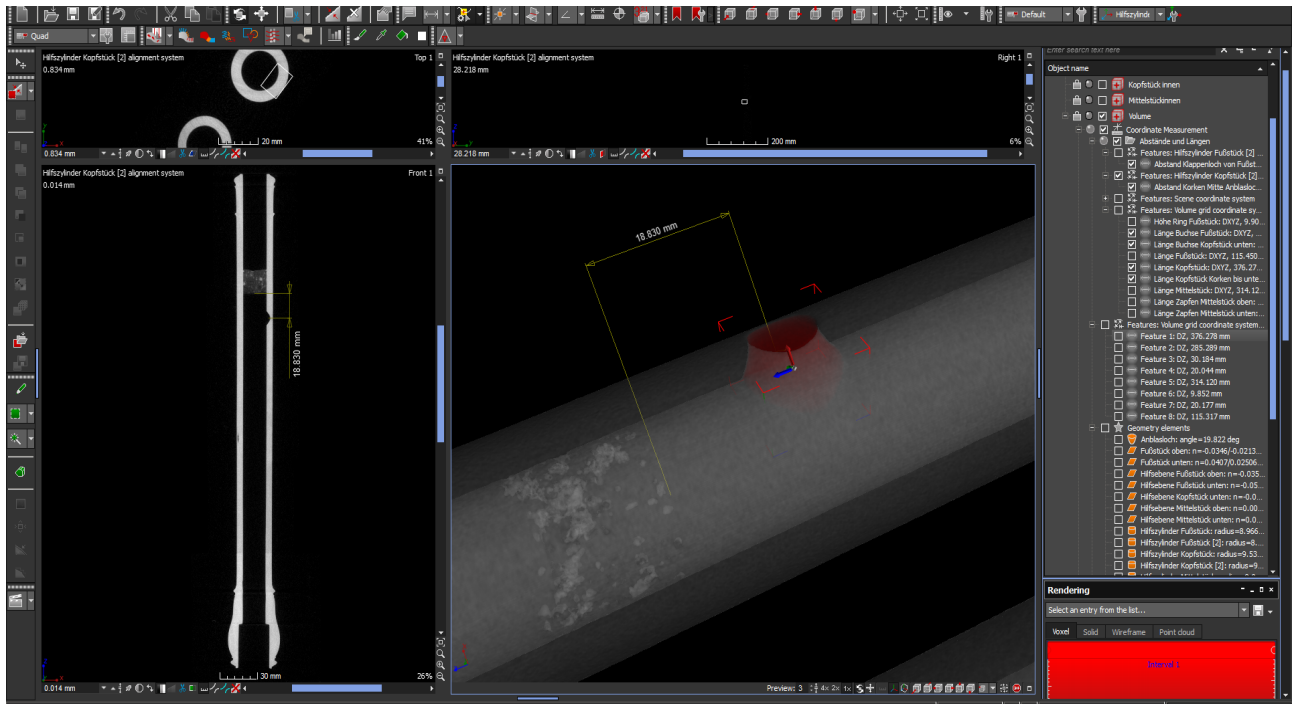 Default
Hilfszylind
Quad
Hilfszylinder Kopfstück [2] alignment system
Top 1
0.834 mm
20 mm
41%
0.834 mm
Hilfszylinder Kopfstück [2] alignment system
Right 1
28.218 mm
200 mm
6%
28.218 mm
Hilfszylinder Kopfstück [2] alignment system
Front 1
0.014 mm
18.830 mm
30 mm
26%
0.014 mm
18.830 mm
Preview: 3
4x 2x 1x
Enter search text here
Object name
Kopfstück innen
Mittelstückinnen
Volume
Coordinate Measurement
Abstände und Längen
Features: Hilfszylinder Fußstück [2] ...
Abstand Klappenloch von Fußst...
Features: Hilfszylinder Kopfstück [2]...
Abstand Korken Mitte Anblasloc...
Features: Scene coordinate system
Features: Volume grid coordinate sy...
Höhe Ring Fußstück: DXYZ, 9.90...
Länge Buchse Fußstück: DXYZ, ...
Länge Buchse Kopfstück unten: ...
Länge Fußstück: DXYZ, 115.450...
Länge Kopfstück: DXYZ, 376.27...
Länge Kopfstück Korken bis unte...
Länge Mittelstück: DXYZ, 314.12...
Länge Zapfen Mittelstück oben: ...
Länge Zapfen Mittelstück unten: ...
Features: Volume grid coordinate system...
Feature 1: DZ, 376.278 mm
Feature 2: DZ, 285.289 mm
Feature 3: DZ, 30.184 mm
Feature 4: DZ, 20.044 mm
Feature 5: DZ, 314.120 mm
Feature 6: DZ, 9.852 mm
Feature 7: DZ, 20.177 mm
Feature 8: DZ, 115.317 mm
Geometry elements
Anblasloch: angle=19.822 deg
Fußstück oben: n=-0.0346/-0.0213...
Fußstück unten: n=0.0407/0.02506...
Hilfsebene Fußstück oben: n=-0.035...
Hilfsebene Fußstück unten: n=-0.05...
Hilfsebene Kopfstück unten: n=-0.0...
Hilfsebene Mittelstück oben: n=0.00...
Hilfsebene Mittelstück unten: n=0.0...
Hilfszylinder Fußstück: radius=8.966...
Hilfszylinder Fußstück [2]: radius=8....
Hilfszylinder Kopfstück: radius=9.53...
Hilfszylinder Kopfstück [2]: radius=9...
Rendering
Select an entry from the list...
Voxel
Solid
Wireframe
Point cloud
Interval 1